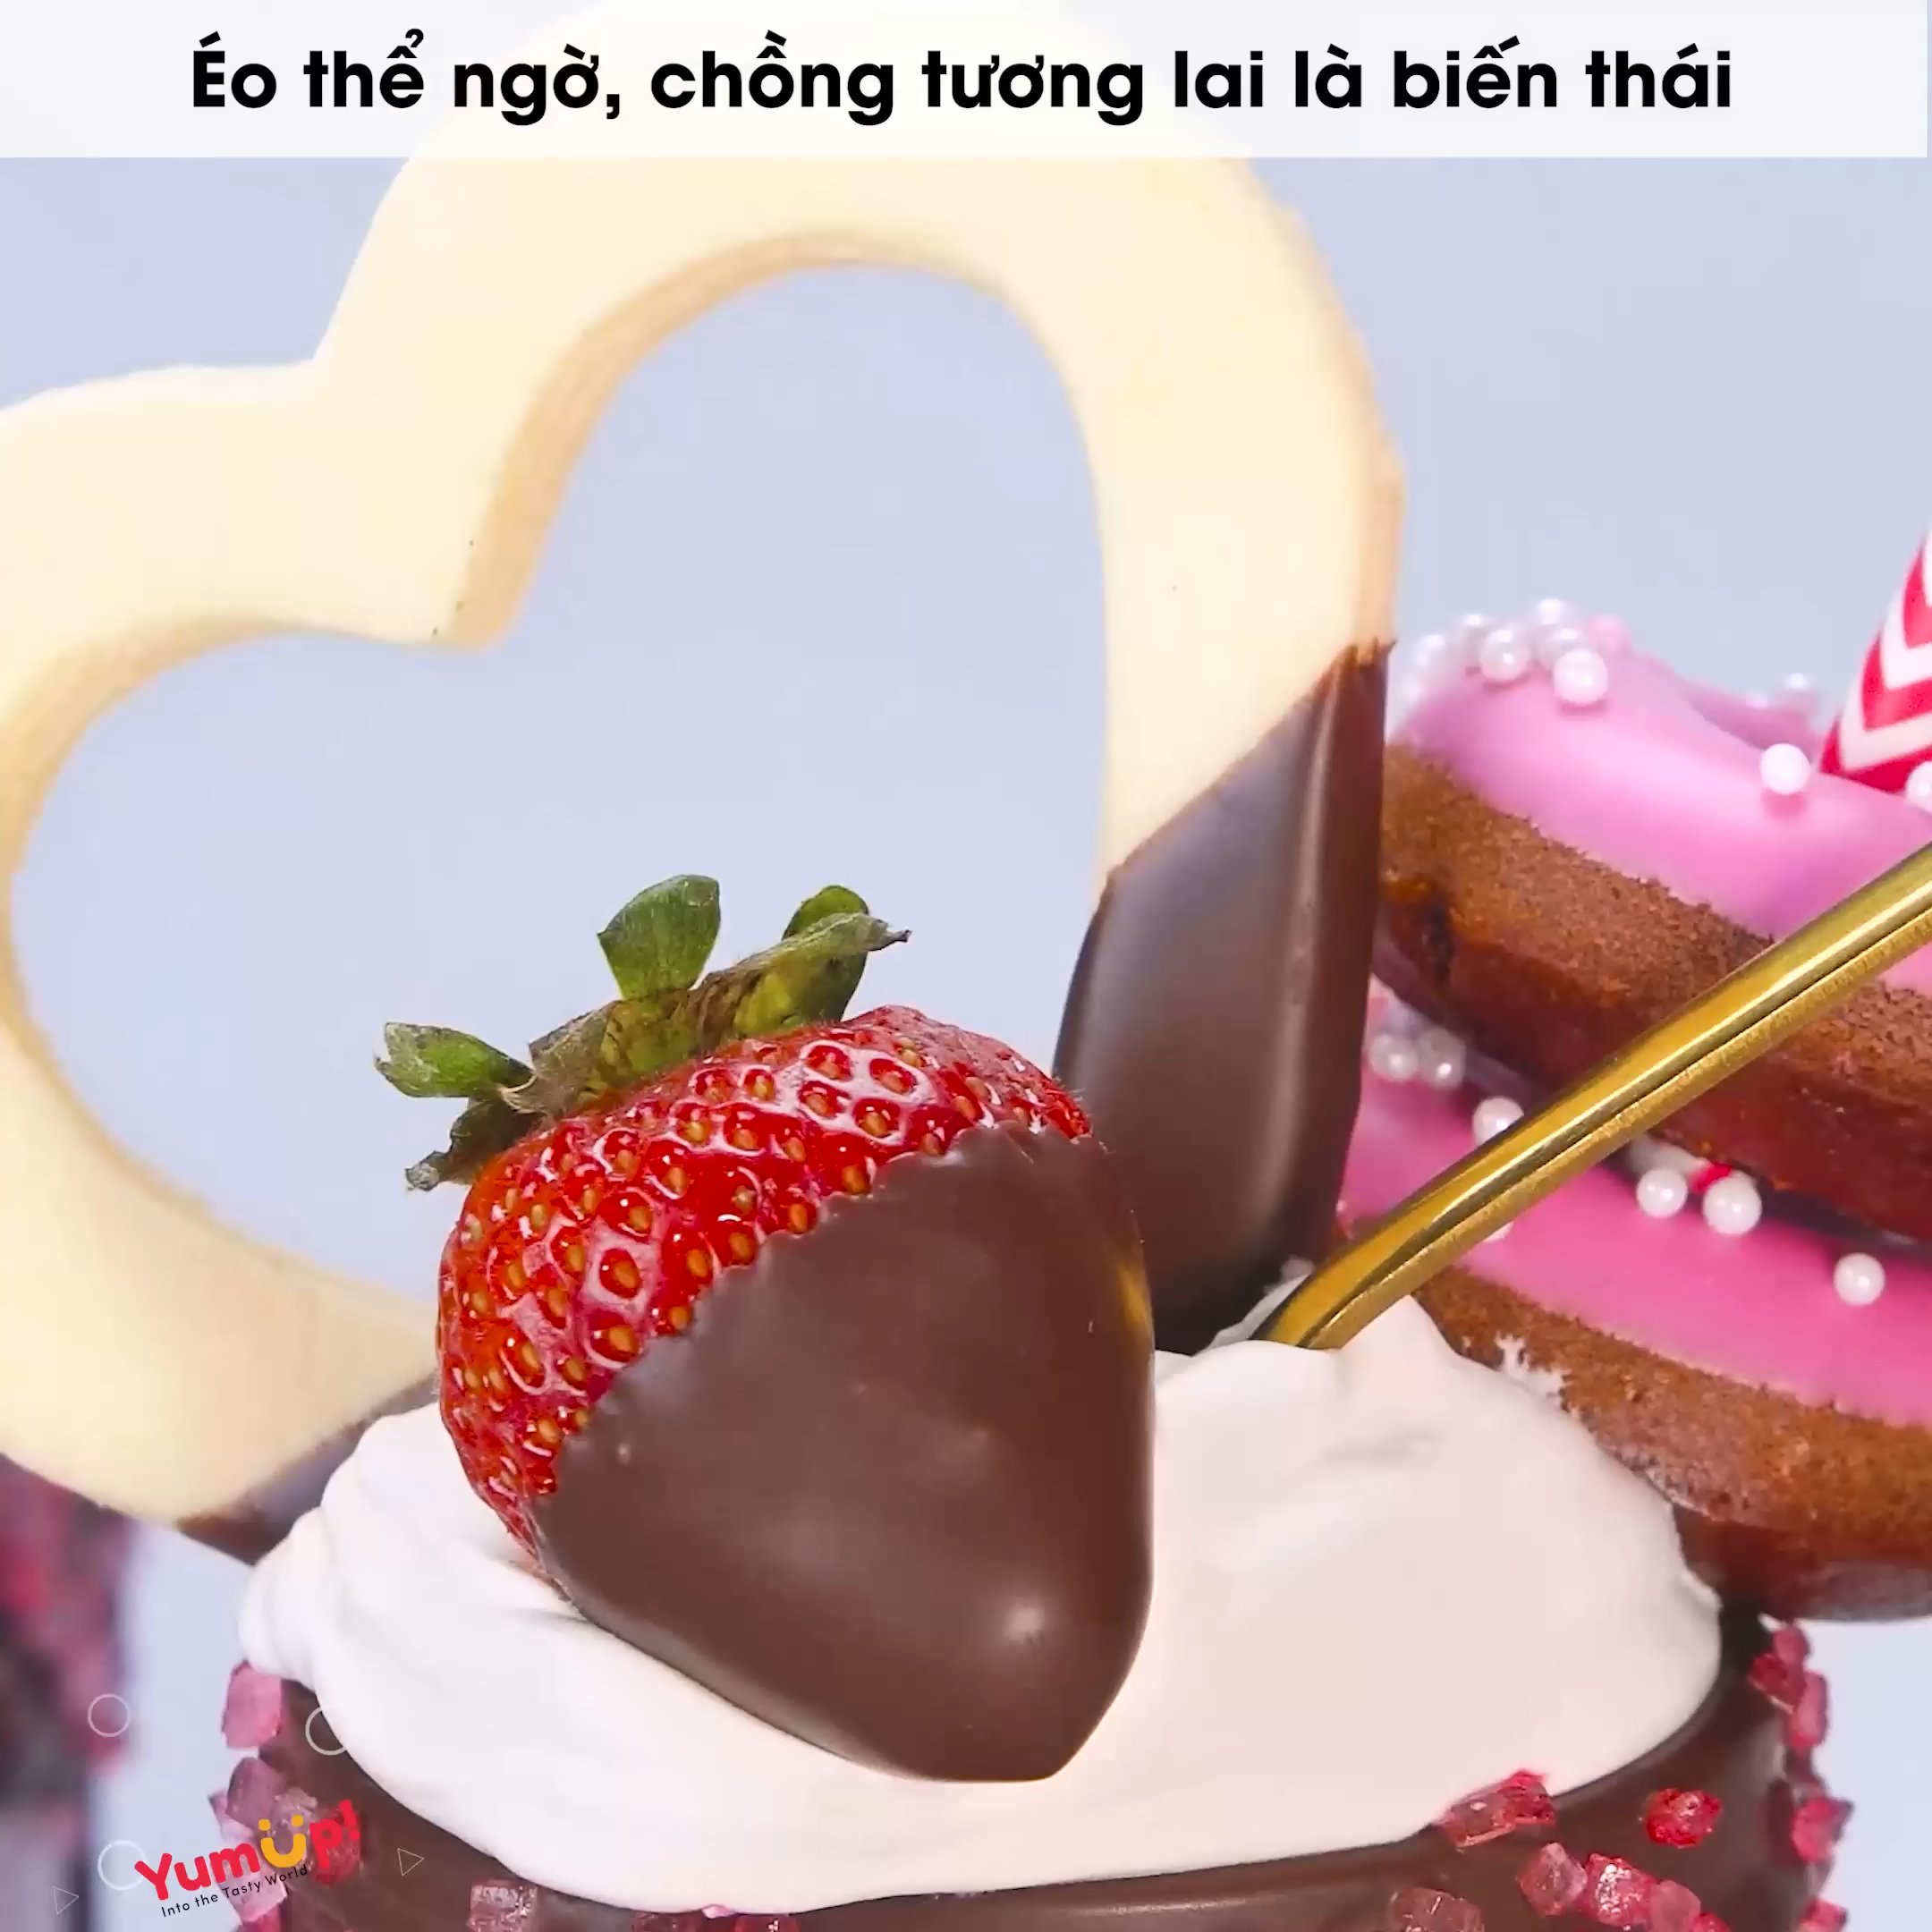 Éo thể ngờ, chồng tương lai là biến thái
YumUp!
Into the Tasty World